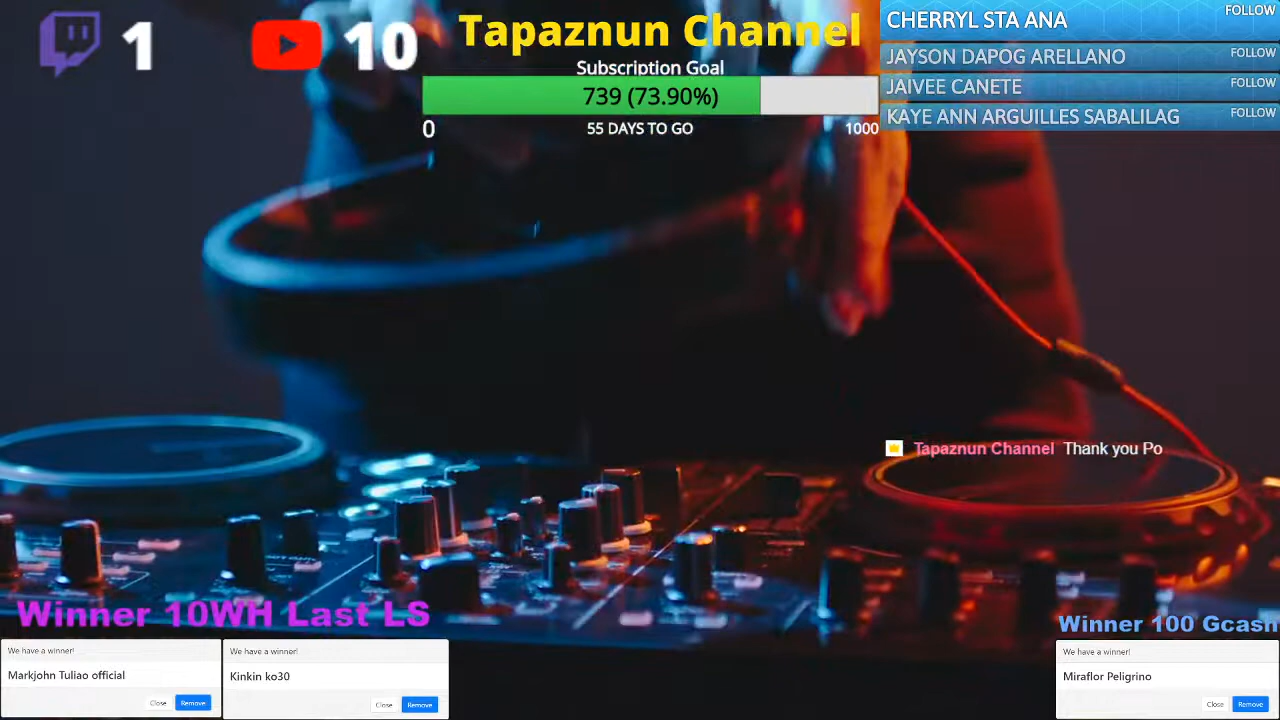 1
10
Tapaznun Channel
Subscription Goal
739 (73.90%)
0
55 DAYS TO GO
1000
CHERRYL STA ANA FOLLOW
JAYSON DAPOG ARELLANO FOLLOW
JAIVEE CANETE FOLLOW
KAYE ANN ARGUILLES SABALILAG FOLLOW
Tapaznun Channel Thank you Po
Winner 10WH Last LS
We have a winner!
Markjohn Tuliao official
Close Remove
We have a winner!
Kinkin ko30
Close Remove
Winner 100 Gcash
We have a winner!
Miraflor Peligrino
Close Remove